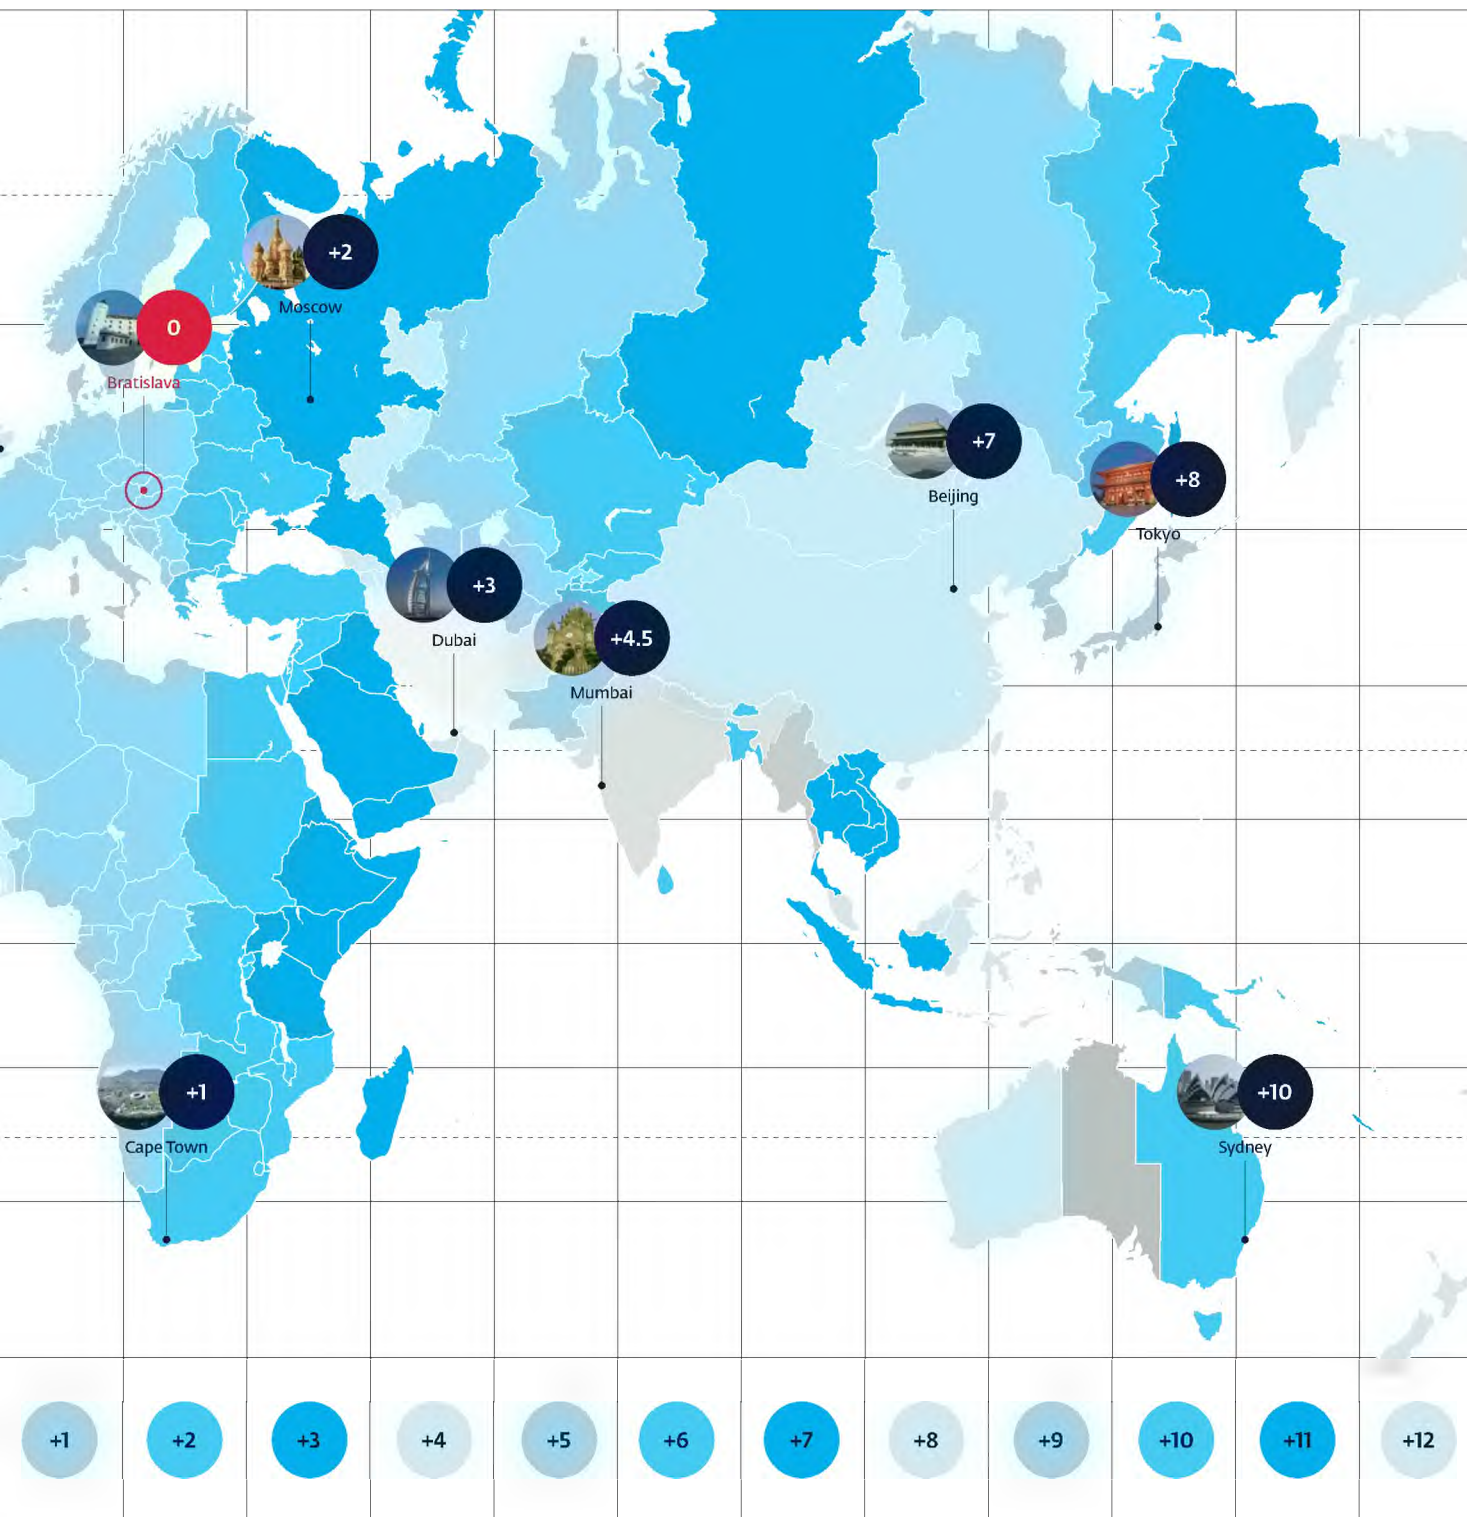 +2
Moscow
0
Bratislava
+7
Beijing
+8
Tokyo
+3
Dubai
+4.5
Mumbai
+1
Cape Town
+10
Sydney
+1 +2 +3 +4 +5 +6 +7 +8 +9 +10 +11 +12